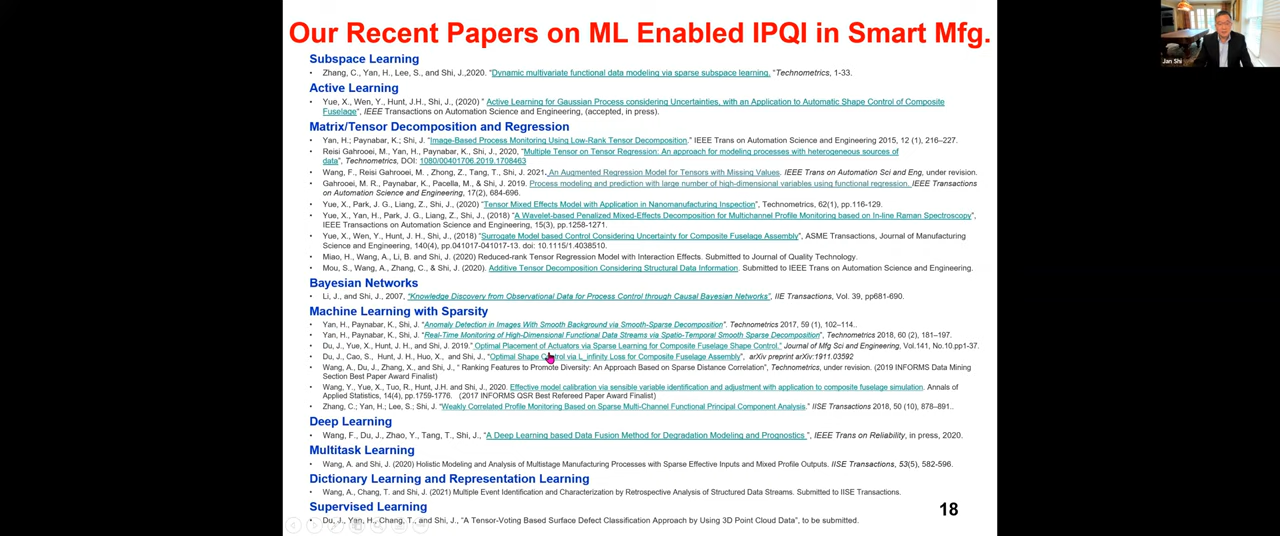 Our Recent Papers on ML Enabled IPQI in Smart Mfg.
Jan Shi
Subspace Learning
• Zhang, C., Yan, H., Lee, S., and Shi, J.,2020. “Dynamic multivariate functional data modeling via sparse subspace learning, “Technometrics, 1-33.
Active Learning
• Yue, X., Wen, Y., Hunt, J.H., Shi, J., (2020) ” Active Learning for Gaussian Process considering Uncertainties, with an Application to Automatic Shape Control of Composite
Fuselage”, IEEE Transactions on Automation Science and Engineering, (accepted, in press).
Matrix/Tensor Decomposition and Regression
• Yan, H.; Paynabar, K.; Shi, J. “Image-Based Process Monitoring Using Low-Rank Tensor Decomposition.” IEEE Trans on Automation Science and Engineering 2015, 12 (1), 216–227.
• Reisi Gahrooei, M., Yan, H., Paynabar, K., Shi, J., 2020, “Multiple Tensor on Tensor Regression: An approach for modeling processes with heterogeneous sources of
data”, Technometrics, DOI: 1080/00401706.2019.1708463
• Wang, F., Reisi Gahrooei, M. , Zhong, Z., Tang, T., Shi, J. 2021. An Augmented Regression Model for Tensors with Missing Values. IEEE Trans on Automation Sci and Eng, under revision.
• Gahrooei, M. R., Paynabar, K., Pacella, M., & Shi, J. 2019. Process modeling and prediction with large number of high-dimensional variables using functional regression. IEEE Transactions
on Automation Science and Engineering, 17(2), 684-696.
• Yue, X., Park, J. G., Liang, Z., Shi, J., (2020) “Tensor Mixed Effects Model with Application in Nanomanufacturing Inspection”, Technometrics, 62(1), pp.116-129.
• Yue, X., Yan, H., Park, J. G., Liang, Z., Shi, J., (2018) “A Wavelet-based Penalized Mixed-Effects Decomposition for Multichannel Profile Monitoring based on In-line Raman Spectroscopy”,
IEEE Transactions on Automation Science and Engineering, 15(3), pp.1258-1271.
• Yue, X., Wen, Y., Hunt, J. H., Shi, J., (2018) “Surrogate Model based Control Considering Uncertainty for Composite Fuselage Assembly”, ASME Transactions, Journal of Manufacturing
Science and Engineering, 140(4), pp.041017-041017-13. doi: 10.1115/1.4038510.
• Miao, H., Wang, A., Li, B. and Shi, J. (2020) Reduced-rank Tensor Regression Model with Interaction Effects. Submitted to Journal of Quality Technology.
• Mou, S., Wang, A., Zhang, C., & Shi, J. (2020). Additive Tensor Decomposition Considering Structural Data Information. Submitted to IEEE Trans on Automation Science and Engineering.
Bayesian Networks
• Li, J., and Shi, J., 2007, “Knowledge Discovery from Observational Data for Process Control through Causal Bayesian Networks”, IIE Transactions, Vol. 39, pp681-690.
Machine Learning with Sparsity
• Yan, H., Paynabar, K., Shi, J. “Anomaly Detection in Images With Smooth Background via Smooth-Sparse Decomposition”. Technometrics 2017, 59 (1), 102–114..
• Yan, H., Paynabar, K., Shi, J. “Real-Time Monitoring of High-Dimensional Functional Data Streams via Spatio-Temporal Smooth Sparse Decomposition”. Technometrics 2018, 60 (2), 181–197.
• Du, J., Yue, X., Hunt, J.H., and Shi, J. 2019.” Optimal Placement of Actuators via Sparse Learning for Composite Fuselage Shape Control.” Journal of Mfg Sci and Engineering, Vol.141, No.10 pp1-37.
• Du, J., Cao, S., Hunt, J.H., Huo, X., and Shi, J., “Optimal Shape Control via L_infinity Loss for Composite Fuselage Assembly”, arXiv preprint arXiv:1911.03592
• Wang, A., Du, J., Zhang, X., and Shi, J., “ Ranking Features to Promote Diversity: An Approach Based on Sparse Distance Correlation”, Technometrics, under revision. (2019 INFORMS Data Mining
Section Best Paper Award Finalist)
• Wang, Y., Yue, X., Tuo, R., Hunt, J.H. and Shi, J., 2020. Effective model calibration via sensible variable identification and adjustment with application to composite fuselage simulation. Annals of
Applied Statistics, 14(4), pp.1759-1776. (2017 INFORMS QSR Best Refereed Paper Award Finalist)
• Zhang, C.; Yan, H.; Lee, S.; Shi, J. “Weakly Correlated Profile Monitoring Based on Sparse Multi-Channel Functional Principal Component Analysis.” IISE Transactions 2018, 50 (10), 878–891..
Deep Learning
• Wang, F., Du, J., Zhao, Y., Tang, T., Shi, J., “A Deep Learning based Data Fusion Method for Degradation Modeling and Prognostics ”, IEEE Trans on Reliability, in press, 2020.
Multitask Learning
• Wang, A. and Shi, J. (2020) Holistic Modeling and Analysis of Multistage Manufacturing Processes with Sparse Effective Inputs and Mixed Profile Outputs. IISE Transactions, 53(5), 582-596.
Dictionary Learning and Representation Learning
• Wang, A., Chang, T. and Shi, J. (2021) Multiple Event Identification and Characterization by Retrospective Analysis of Structured Data Streams. Submitted to IISE Transactions.
Supervised Learning
• Du, J., Yan, H., Chang, T., and Shi, J., “A Tensor-Voting Based Surface Defect Classification Approach by Using 3D Point Cloud Data”, to be submitted.
18